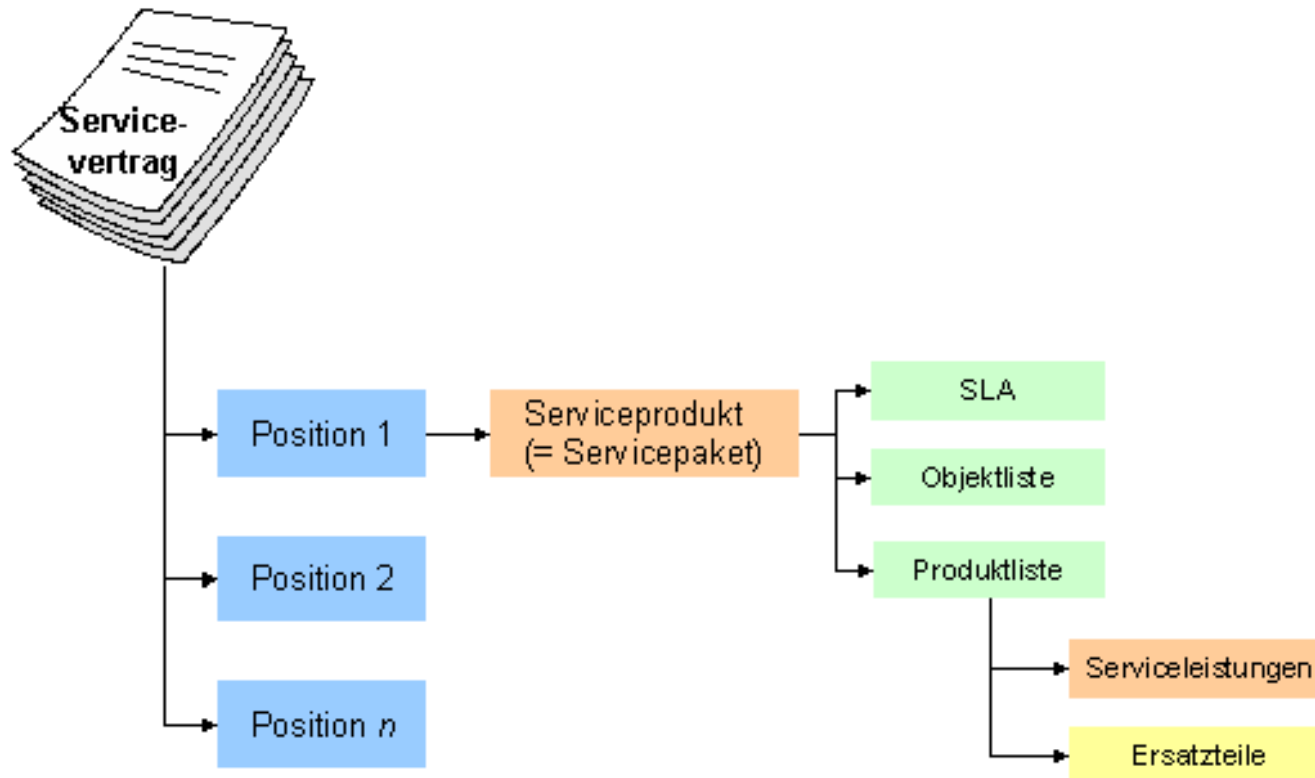 Service-
vertrag
Position 1
Serviceprodukt
(= Servicepaket)
SLA
Objektliste
Produktliste
Position 2
Serviceleistungen
Position n
Ersatzteile